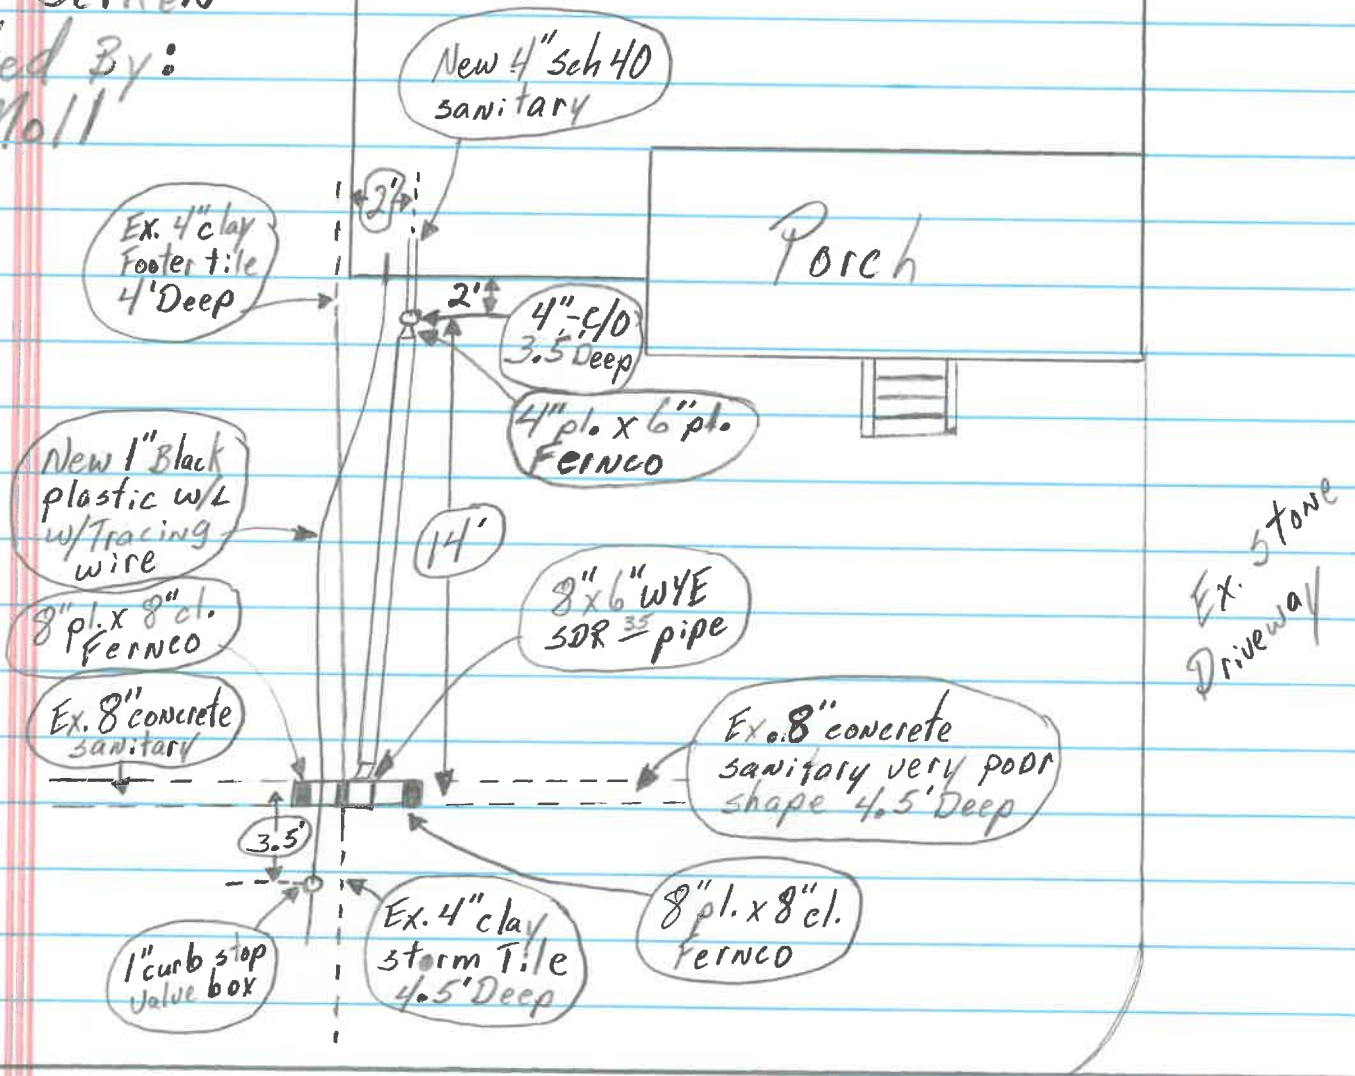 By:
New 4" Sch 40
sanitary
2'
Ex. 4" clay
Footer tile
4' Deep
Porch
2'
4"-c/o
3.5' Deep
4" pl. x 6" pl.
Fernco
New 1" Black
plastic w/L
w/Tracing
wire
14'
Ex. Stone
Driveway
8" pl. x 8" cl.
Fernco
8" x 6" WYE
SDR 35 pipe
Ex. 8" concrete
sanitary
Ex. 8" concrete
sanitary very poor
shape 4.5' Deep
3.5'
1" curb stop
valve box
Ex. 4" clay
storm Tile
4.5' Deep
8" pl. x 8" cl.
Fernco